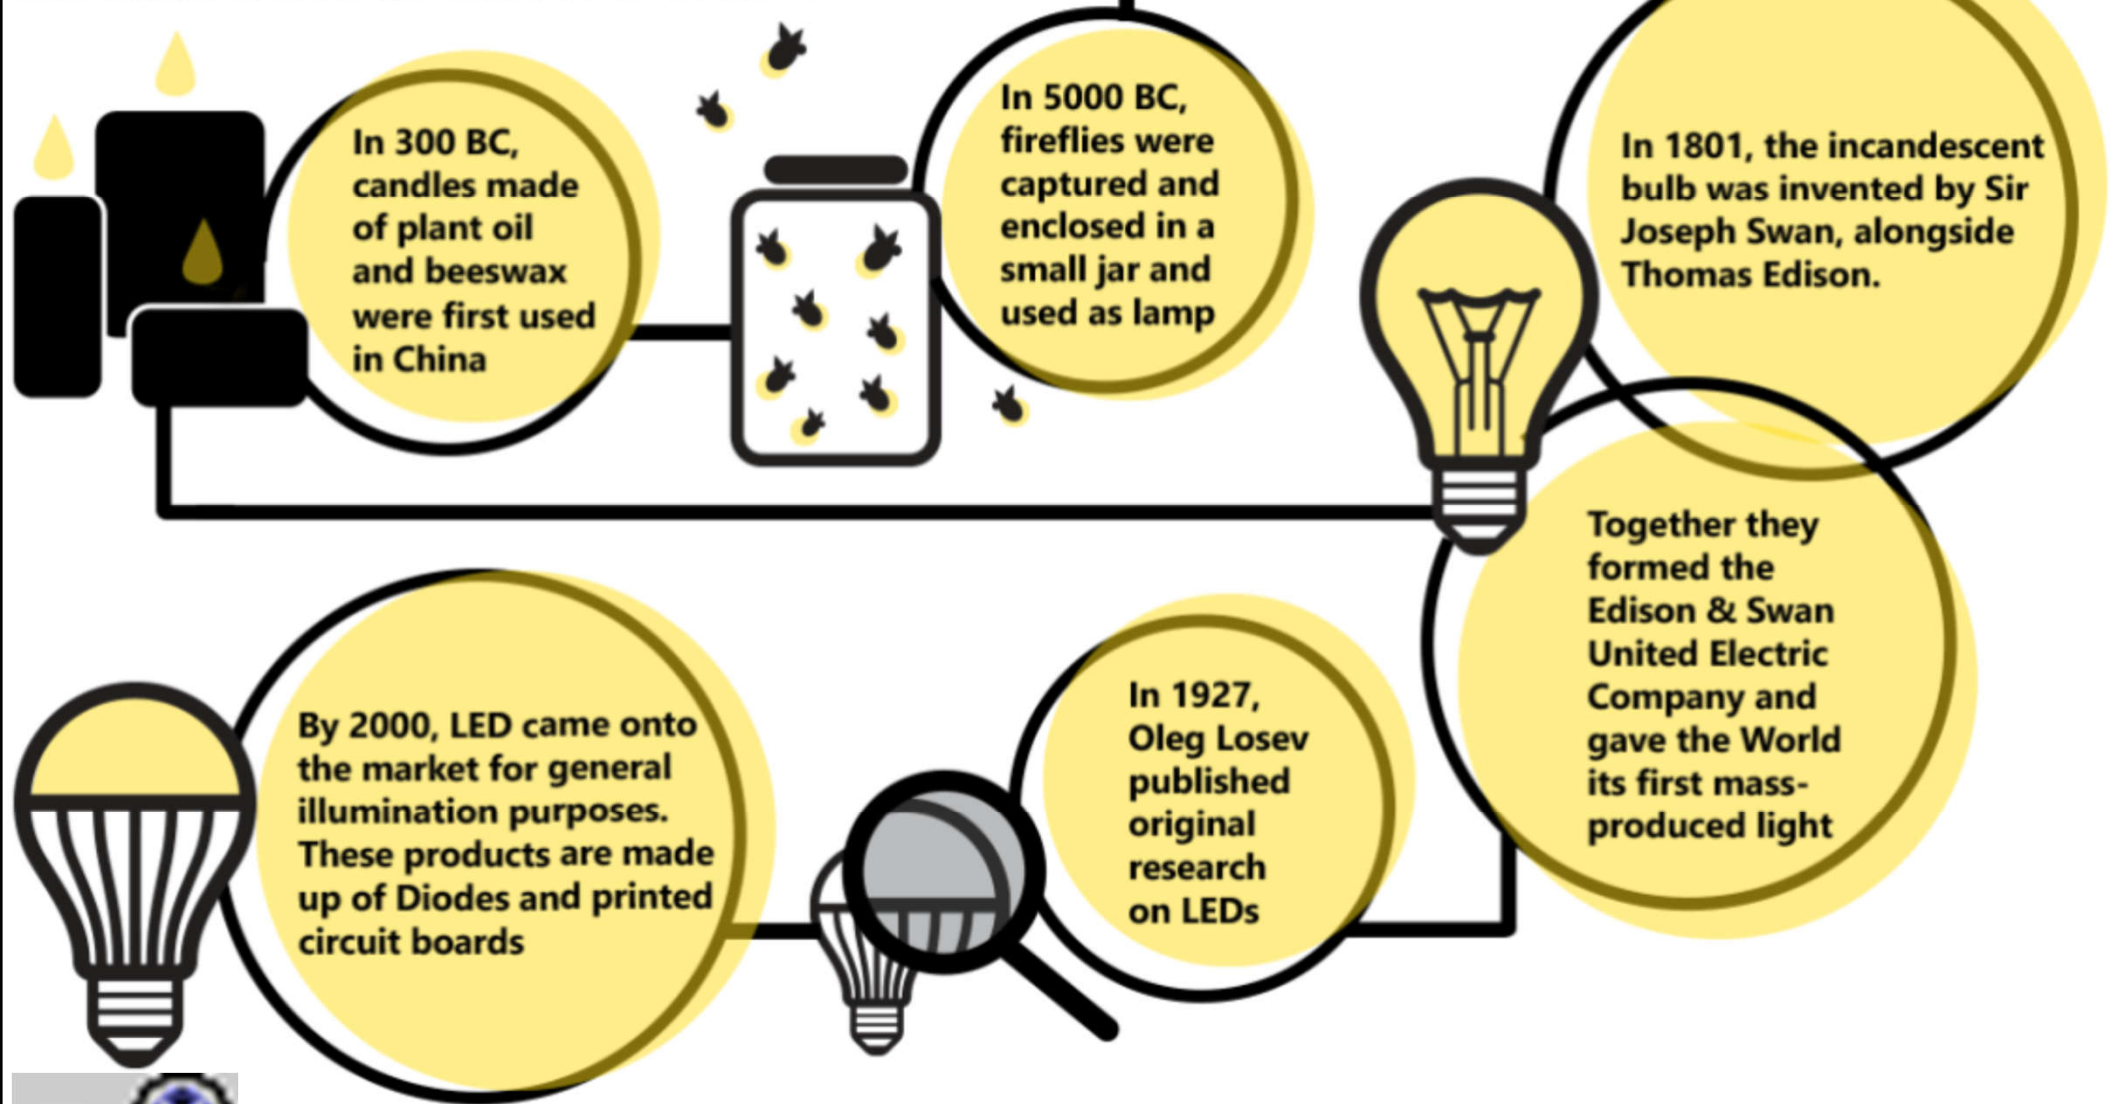 In 300 BC,
candles made
of plant oil
and beeswax
were first used
in China
In 5000 BC,
fireflies were
captured and
enclosed in a
small jar and
used as lamp
In 1801, the incandescent
bulb was invented by Sir
Joseph Swan, alongside
Thomas Edison.
Together they
formed the
Edison & Swan
United Electric
Company and
gave the World
its first mass-
produced light
By 2000, LED came onto
the market for general
illumination purposes.
These products are made
up of Diodes and printed
circuit boards
In 1927,
Oleg Losev
published
original
research
on LEDs